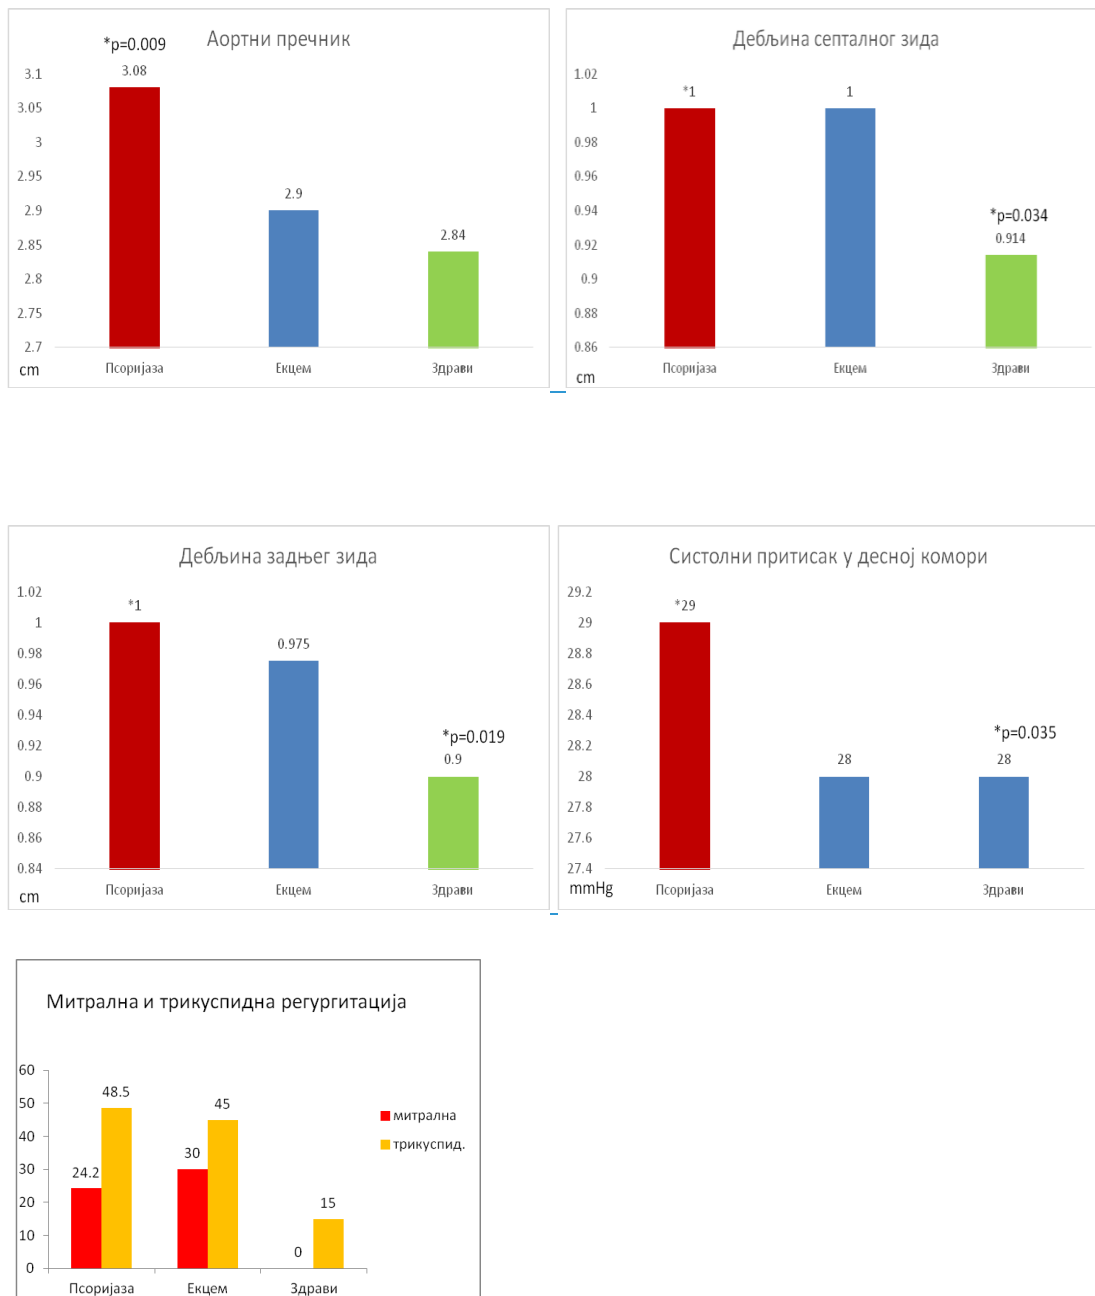 Аортни пречник
*p=0.009
3.08
2.9
2.84
3.1
3.05
3
2.95
2.9
2.85
2.8
2.75
2.7
cm
Псоријаза
Екцем
Здрави
Дебљина септалног зида
*1
1
*p=0.034
0.914
1.02
1
0.98
0.96
0.94
0.92
0.9
0.88
0.86
cm
Псоријаза
Екцем
Здрави
Дебљина задњег зида
*1
0.975
*p=0.019
0.9
1.02
1
0.98
0.96
0.94
0.92
0.9
0.88
0.86
0.84
cm
Псоријаза
Екцем
Здрави
Систолни притисак у десној комори
*29
28
*p=0.035
28
29.2
29
28.8
28.6
28.4
28.2
28
27.8
27.6
27.4
mmHg
Псоријаза
Екцем
Здрави
Митрална и трикуспидна регургитација
60
50
40
30
20
10
0
24.2
48.5
30
45
0
15
митрална
трикуспид.
Псоријаза
Екцем
Здрави